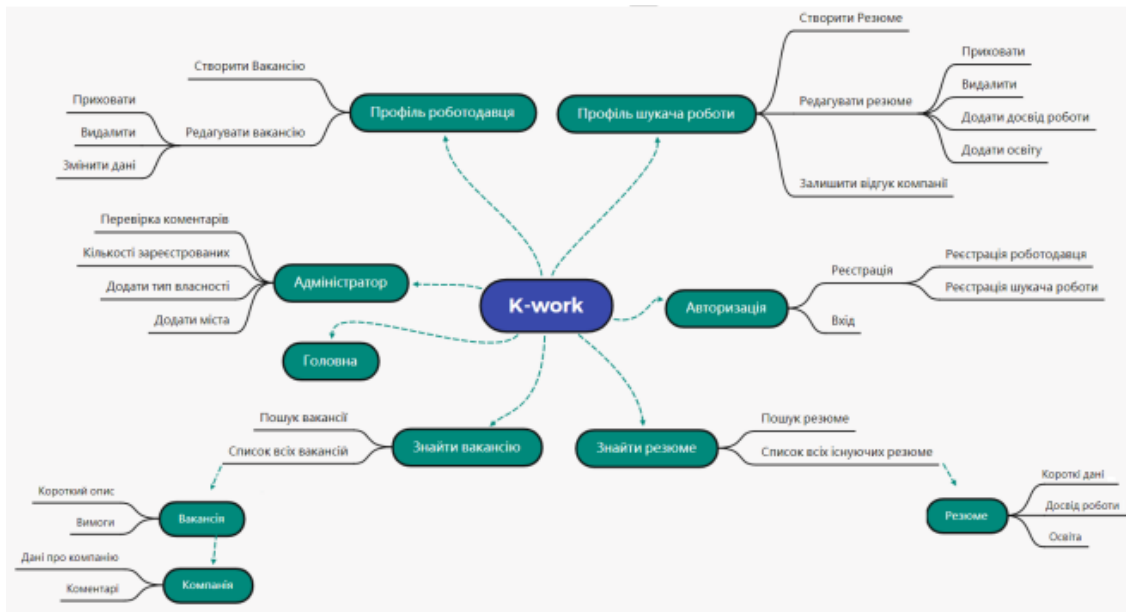 Створити Резюме
Створити Вакансію
Приховати
Приховати
Профіль роботодавця
Профіль шукача роботи
Редагувати резюме
Видалити
Видалити
Редагувати вакансію
Додати досвід роботи
Змінити дані
Додати освіту
Залишити відгук компанії
Перевірка коментарів
Кількості зареєстрованих
Адміністратор
Додати тип власності
Додати міста
K-work
Реєстрація
Реєстрація роботодавця
Реєстрація шукача роботи
Авторизація
Вхід
Головна
Пошук вакансії
Знайти вакансію
Список всіх вакансій
Пошук резюме
Знайти резюме
Список всіх існуючих резюме
Короткий опис
Вакансія
Вимоги
Короткі дані
Резюме
Досвід роботи
Освіта
Дані про компанію
Компанія
Коментарі